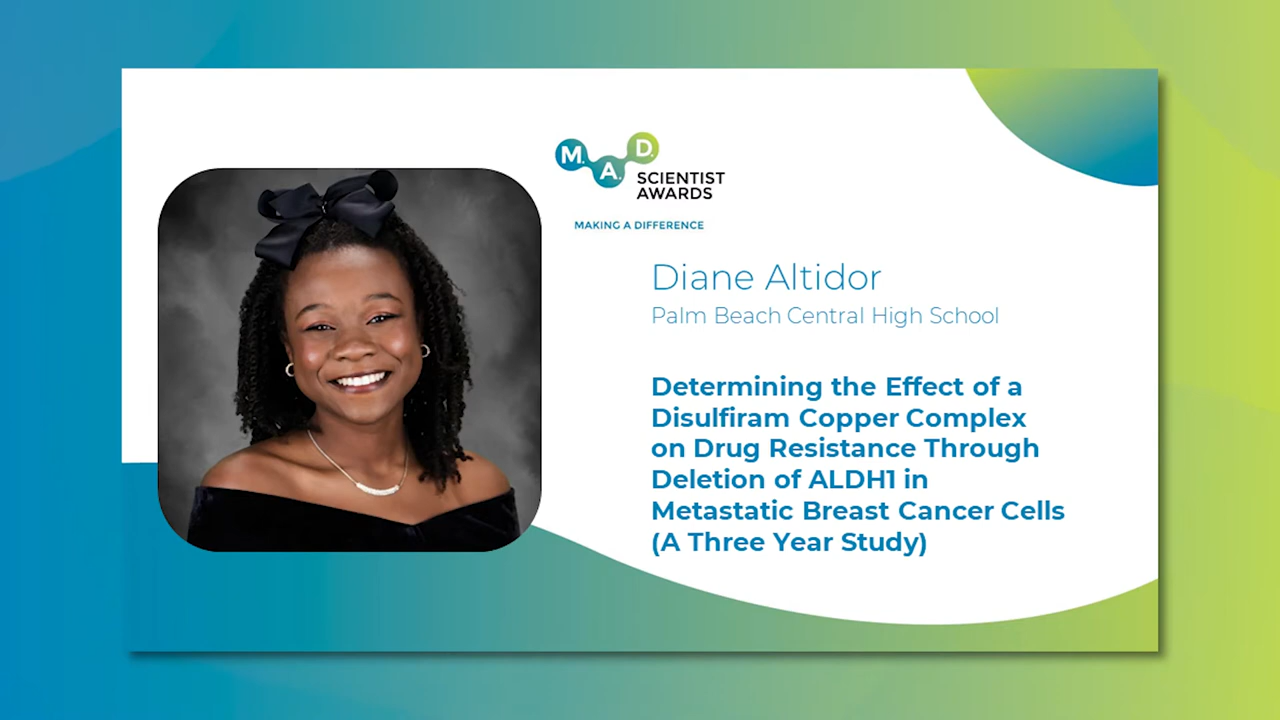 M. A. D.
SCIENTIST
AWARDS
MAKING A DIFFERENCE
Diane Altidor
Palm Beach Central High School
Determining the Effect of a
Disulfiram Copper Complex
on Drug Resistance Through
Deletion of ALDH1 in
Metastatic Breast Cancer Cells
(A Three Year Study)